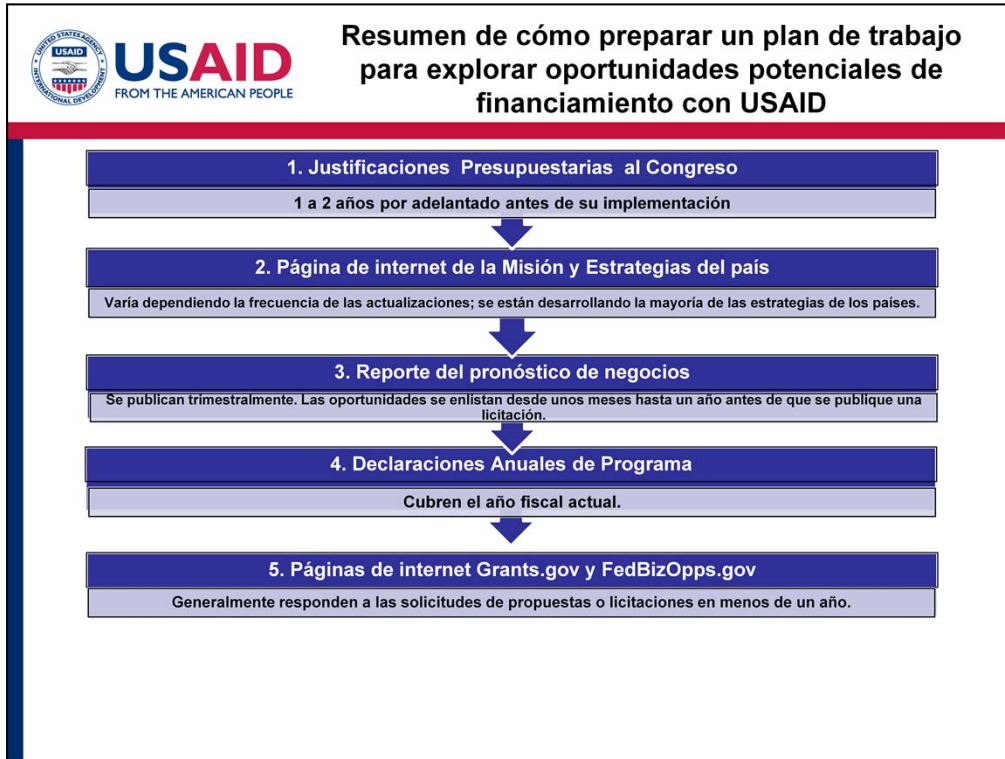 UNITED STATES AGENCY
USAID
INTERNATIONAL DEVELOPMENT
USAID
FROM THE AMERICAN PEOPLE
Resumen de cómo preparar un plan de trabajo
para explorar oportunidades potenciales de
financiamiento con USAID
1. Justificaciones Presupuestarias al Congreso
1 a 2 años por adelantado antes de su implementación
2. Página de internet de la Misión y Estrategias del país
Varía dependiendo la frecuencia de las actualizaciones; se están desarrollando la mayoría de las estrategias de los países.
3. Reporte del pronóstico de negocios
Se publican trimestralmente. Las oportunidades se enlistan desde unos meses hasta un año antes de que se publique una
licitación.
4. Declaraciones Anuales de Programa
Cubren el año fiscal actual.
5. Páginas de internet Grants.gov y FedBizOpps.gov
Generalmente responden a las solicitudes de propuestas o licitaciones en menos de un año.